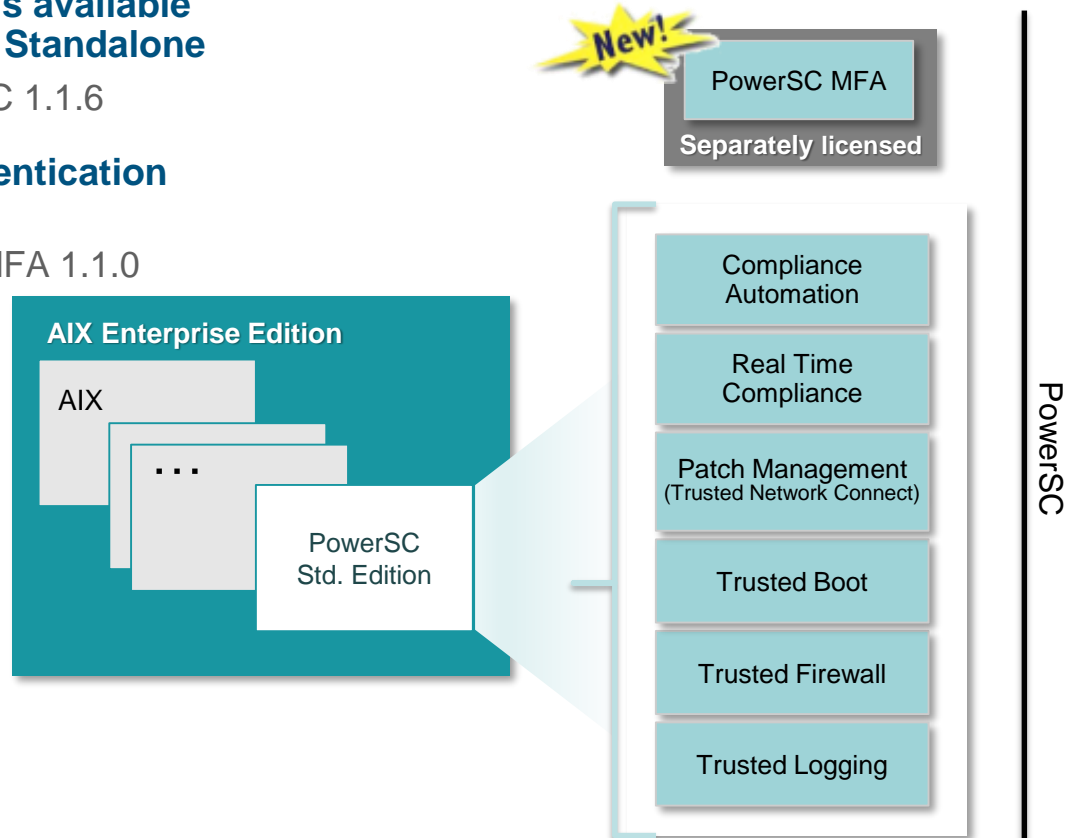 s available
Standalone
C 1.1.6
entication
MFA 1.1.0
New!
PowerSC MFA
Separately licensed
AIX Enterprise Edition
AIX
...
PowerSC
Std. Edition
Compliance
Automation
Real Time
Compliance
Patch Management
(Trusted Network Connect)
Trusted Boot
Trusted Firewall
Trusted Logging
PowerSC